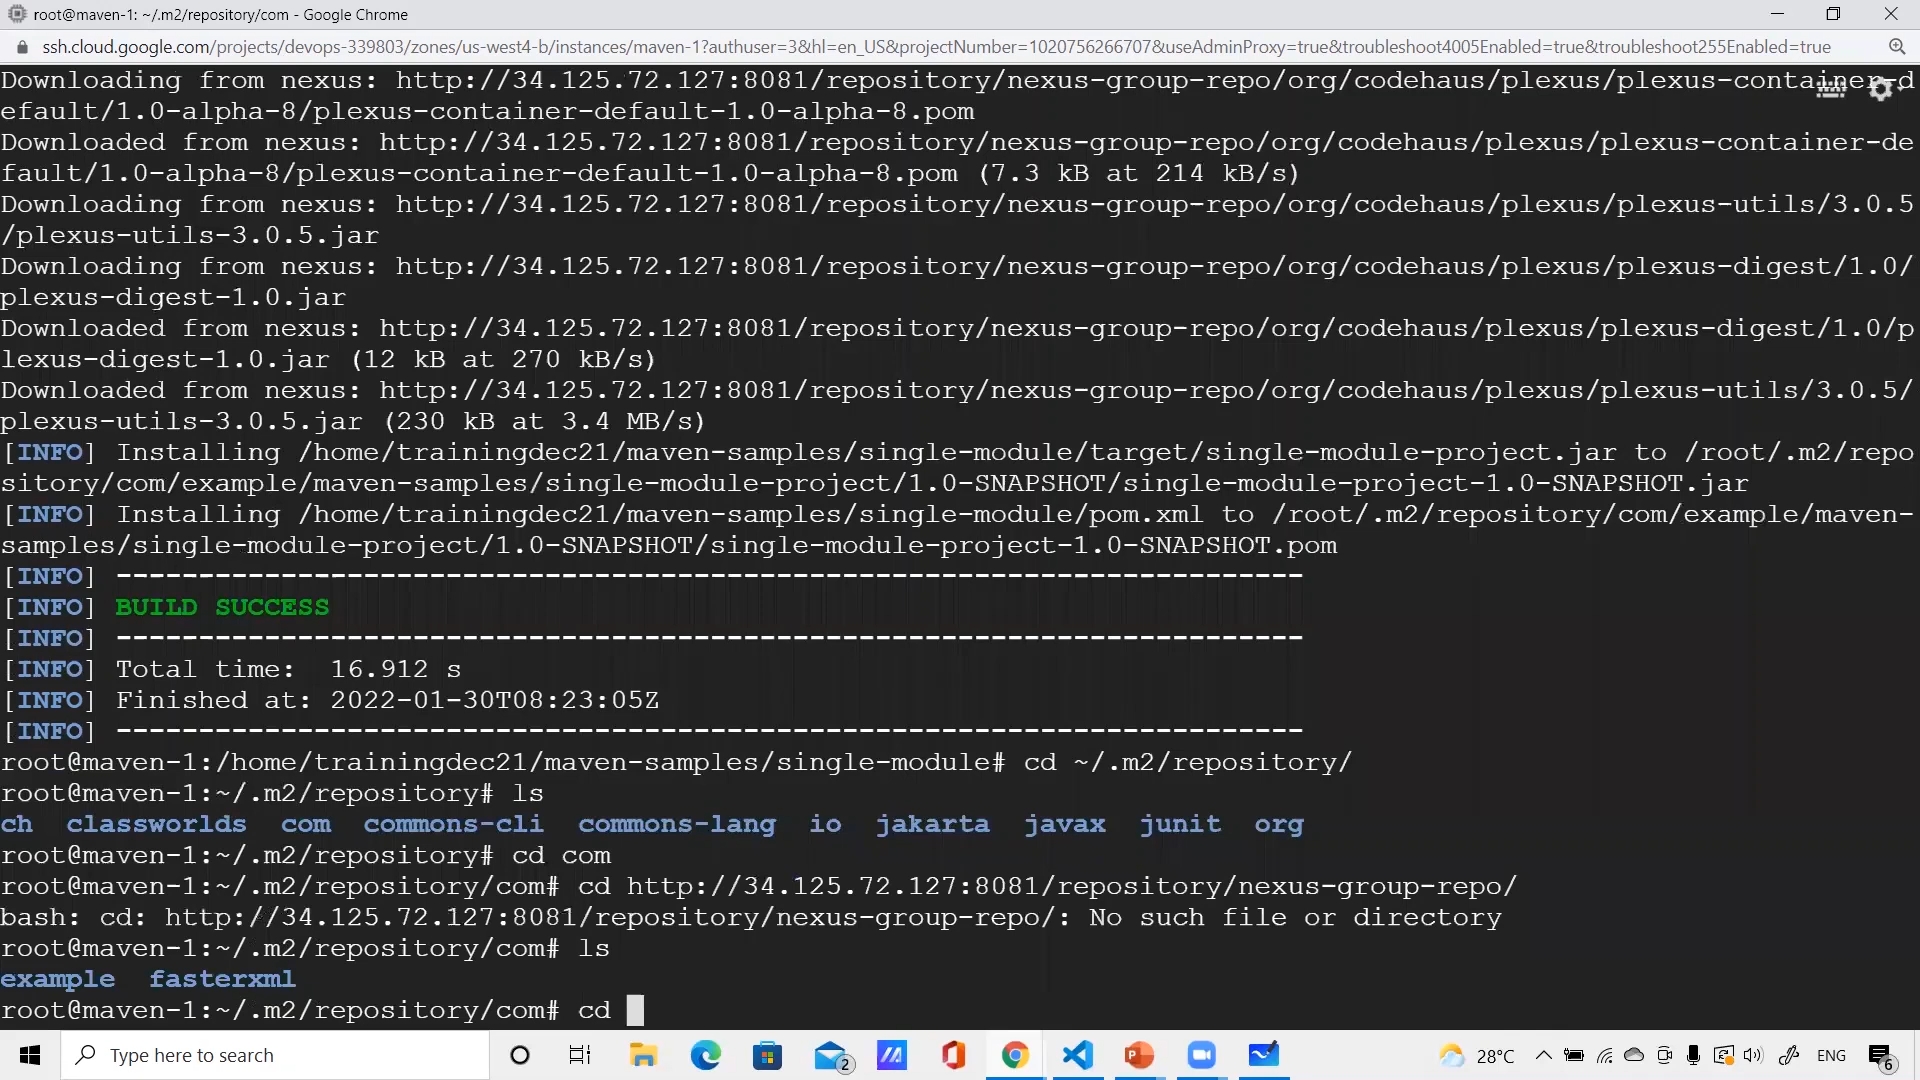 root@maven-1: ~/.m2/repository/com - Google Chrome
ssh.cloud.google.com/projects/devops-339803/zones/us-west4-b/instances/maven-1?authuser=3&hl=en_US&projectNumber=1020756266707&useAdminProxy=true&troubleshoot4005Enabled=true&troubleshoot255Enabled=true
Downloading from nexus: http://34.125.72.127:8081/repository/nexus-group-repo/org/codehaus/plexus/plexus-container-d
efault/1.0-alpha-8/plexus-container-default-1.0-alpha-8.pom
Downloaded from nexus: http://34.125.72.127:8081/repository/nexus-group-repo/org/codehaus/plexus/plexus-container-de
fault/1.0-alpha-8/plexus-container-default-1.0-alpha-8.pom (7.3 kB at 214 kB/s)
Downloading from nexus: http://34.125.72.127:8081/repository/nexus-group-repo/org/codehaus/plexus/plexus-utils/3.0.5
/plexus-utils-3.0.5.jar
Downloading from nexus: http://34.125.72.127:8081/repository/nexus-group-repo/org/codehaus/plexus/plexus-digest/1.0/
plexus-digest-1.0.jar
Downloaded from nexus: http://34.125.72.127:8081/repository/nexus-group-repo/org/codehaus/plexus/plexus-digest/1.0/p
lexus-digest-1.0.jar (12 kB at 270 kB/s)
Downloaded from nexus: http://34.125.72.127:8081/repository/nexus-group-repo/org/codehaus/plexus/plexus-utils/3.0.5/
plexus-utils-3.0.5.jar (230 kB at 3.4 MB/s)
[INFO] Installing /home/trainingdec21/maven-samples/single-module/target/single-module-project.jar to /root/.m2/repo
sitory/com/example/maven-samples/single-module-project/1.0-SNAPSHOT/single-module-project-1.0-SNAPSHOT.jar
[INFO] Installing /home/trainingdec21/maven-samples/single-module/pom.xml to /root/.m2/repository/com/example/maven-
samples/single-module-project/1.0-SNAPSHOT/single-module-project-1.0-SNAPSHOT.pom
[INFO] ------------------------------------------------------------------------
[INFO] BUILD SUCCESS
[INFO] ------------------------------------------------------------------------
[INFO] Total time:  16.912 s
[INFO] Finished at: 2022-01-30T08:23:05Z
[INFO] ------------------------------------------------------------------------
root@maven-1:/home/trainingdec21/maven-samples/single-module# cd ~/.m2/repository/
root@maven-1:~/.m2/repository# ls
ch  classworlds  com  commons-cli  commons-lang  io  jakarta  javax  junit  org
root@maven-1:~/.m2/repository# cd com
root@maven-1:~/.m2/repository/com# cd http://34.125.72.127:8081/repository/nexus-group-repo/
bash: cd: http://34.125.72.127:8081/repository/nexus-group-repo/: No such file or directory
root@maven-1:~/.m2/repository/com# ls
example  fasterxml
root@maven-1:~/.m2/repository/com# cd
Type here to search
2
28°C
ENG
6